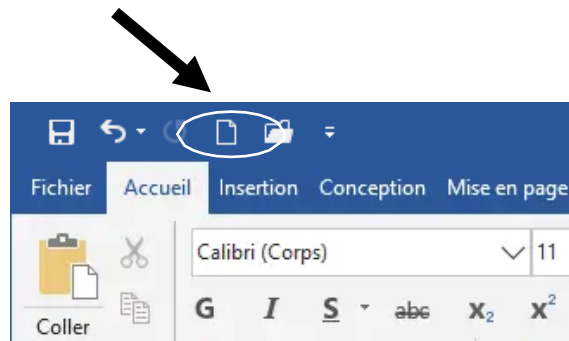 Fichier Accueil Insertion Conception Mise en page
Calibri (Corps) 11
G I S abc X₂ X²
Coller